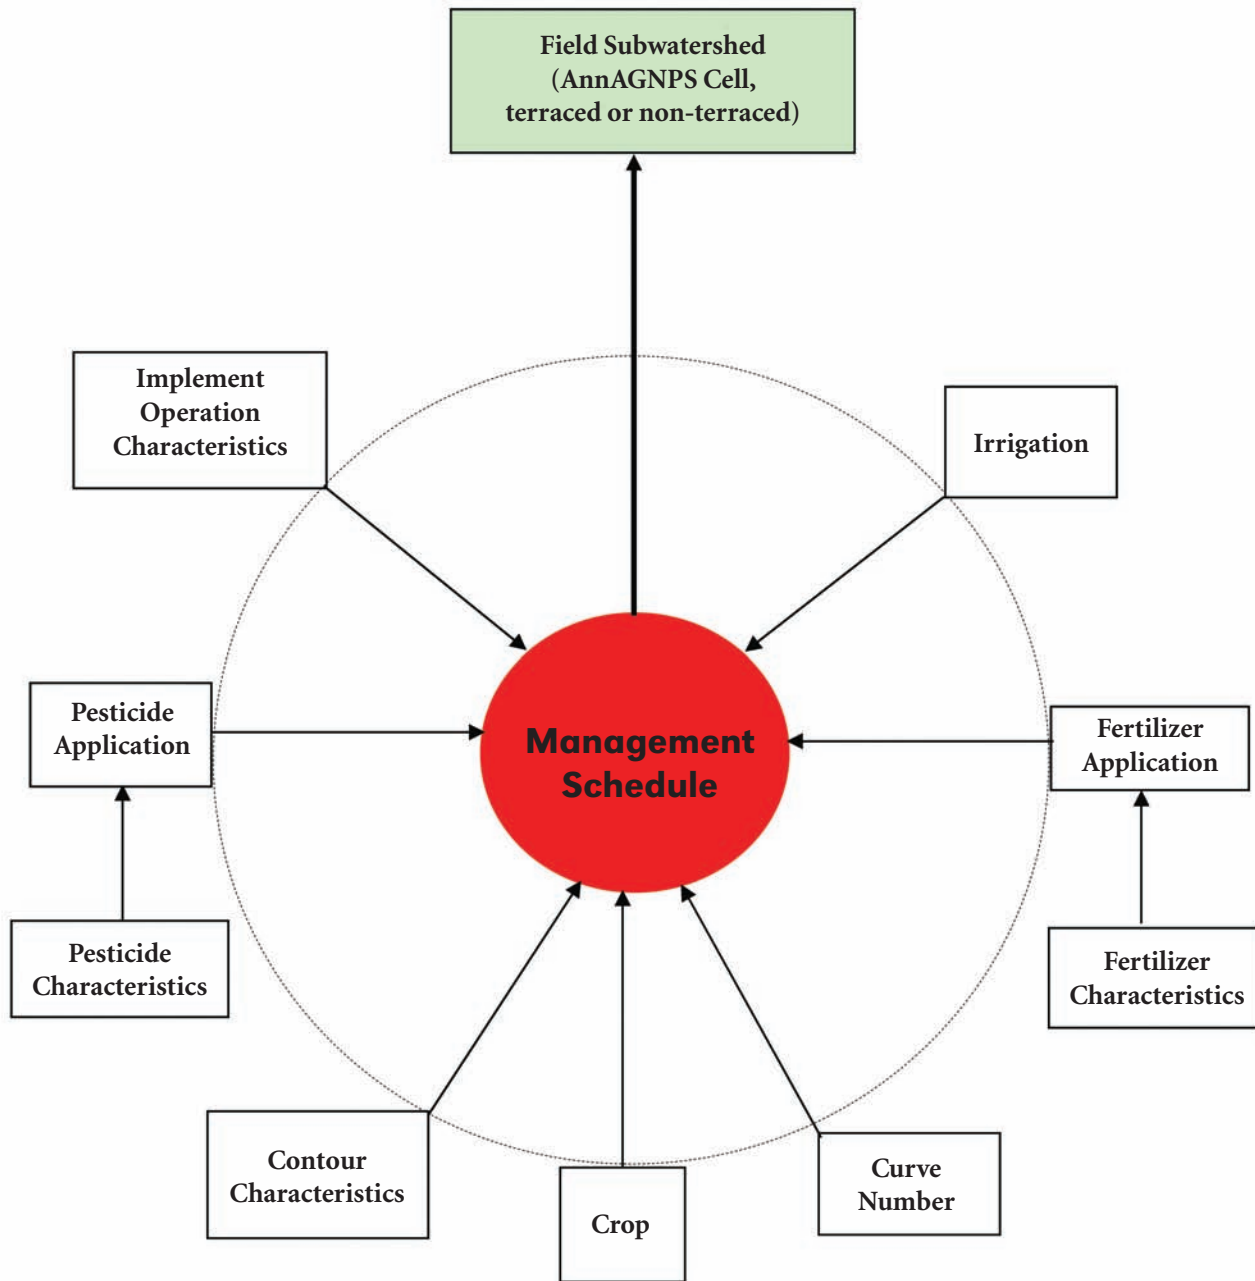 Field Subwatershed
(AnnAGNPS Cell,
terraced or non-terraced)
Implement
Operation
Characteristics
Irrigation
Pesticide
Application
Management
Schedule
Fertilizer
Application
Pesticide
Characteristics
Fertilizer
Characteristics
Contour
Characteristics
Crop
Curve
Number